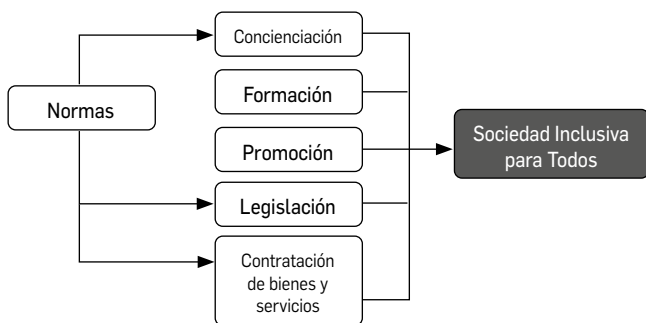 Normas
Concienciación
Formación
Promoción
Legislación
Contratación
de bienes y
servicios
Sociedad Inclusiva
para Todos